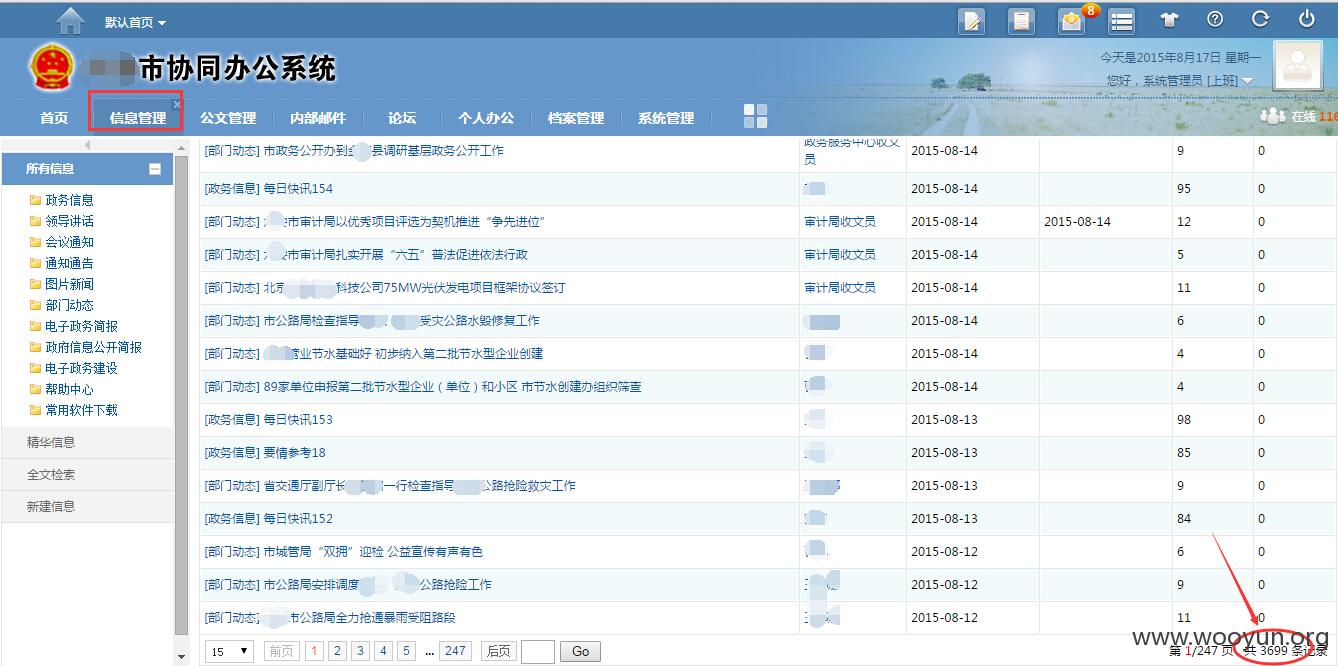 默认首页
8
市协同办公系统
今天是2015年8月17日 星期一
您好，系统管理员 [上班]
首页 信息管理 公文管理 内部邮件 论坛 个人办公 档案管理 系统管理
在线 116
所有信息
政务信息
领导讲话
会议通知
通知通告
图片新闻
部门动态
电子政务简报
政府信息公开简报
电子政务建设
帮助中心
常用软件下载
精华信息
全文检索
新建信息
[部门动态] 市政务公开办到金 县调研基层政务公开工作 政务服务中心收文员 2015-08-14 9 0
[政务信息] 每日快讯154 2015-08-14 95 0
[部门动态] 市审计局以优秀项目评选为契机推进“争先进位” 审计局收文员 2015-08-14 2015-08-14 12 0
[部门动态] 市审计局扎实开展“六五”普法促进依法行政 审计局收文员 2015-08-14 5 0
[部门动态] 北京 科技公司75MW光伏发电项目框架协议签订 审计局收文员 2015-08-14 11 0
[部门动态] 市公路局检查指导 受灾公路水毁修复工作 2015-08-14 6 0
[部门动态] 营业节水基础好 初步纳入第二批节水型企业创建 2015-08-14 4 0
[部门动态] 89家单位申报第二批节水型企业（单位）和小区 市节水创建办组织筛查 2015-08-14 4 0
[政务信息] 每日快讯153 2015-08-13 98 0
[政务信息] 要情参考18 2015-08-13 85 0
[部门动态] 省交通厅副厅长 一行检查指导 公路抢险救灾工作 2015-08-13 9 0
[政务信息] 每日快讯152 2015-08-13 84 0
[部门动态] 市城管局“双拥”迎检 公益宣传有声有色 2015-08-12 6 0
[部门动态] 市公路局安排调度 公路抢险工作 2015-08-12 9 0
[部门动态] 市公路局全力抢通暴雨受阻路段 2015-08-12 11 0
15 前页 1 2 3 4 5 ... 247 后页 Go
www.wooyun.org
第 1/247 页 共 3699 条记录